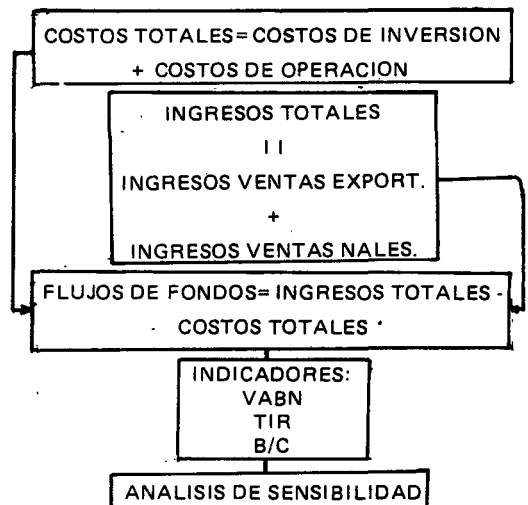 COSTOS TOTALES= COSTOS DE INVERSION
+ COSTOS DE OPERACION
INGRESOS TOTALES
II
INGRESOS VENTAS EXPORT.
+
INGRESOS VENTAS NALES.
FLUJOS DE FONDOS= INGRESOS TOTALES -
COSTOS TOTALES
INDICADORES:
VABN
TIR
B/C
ANALISIS DE SENSIBILIDAD